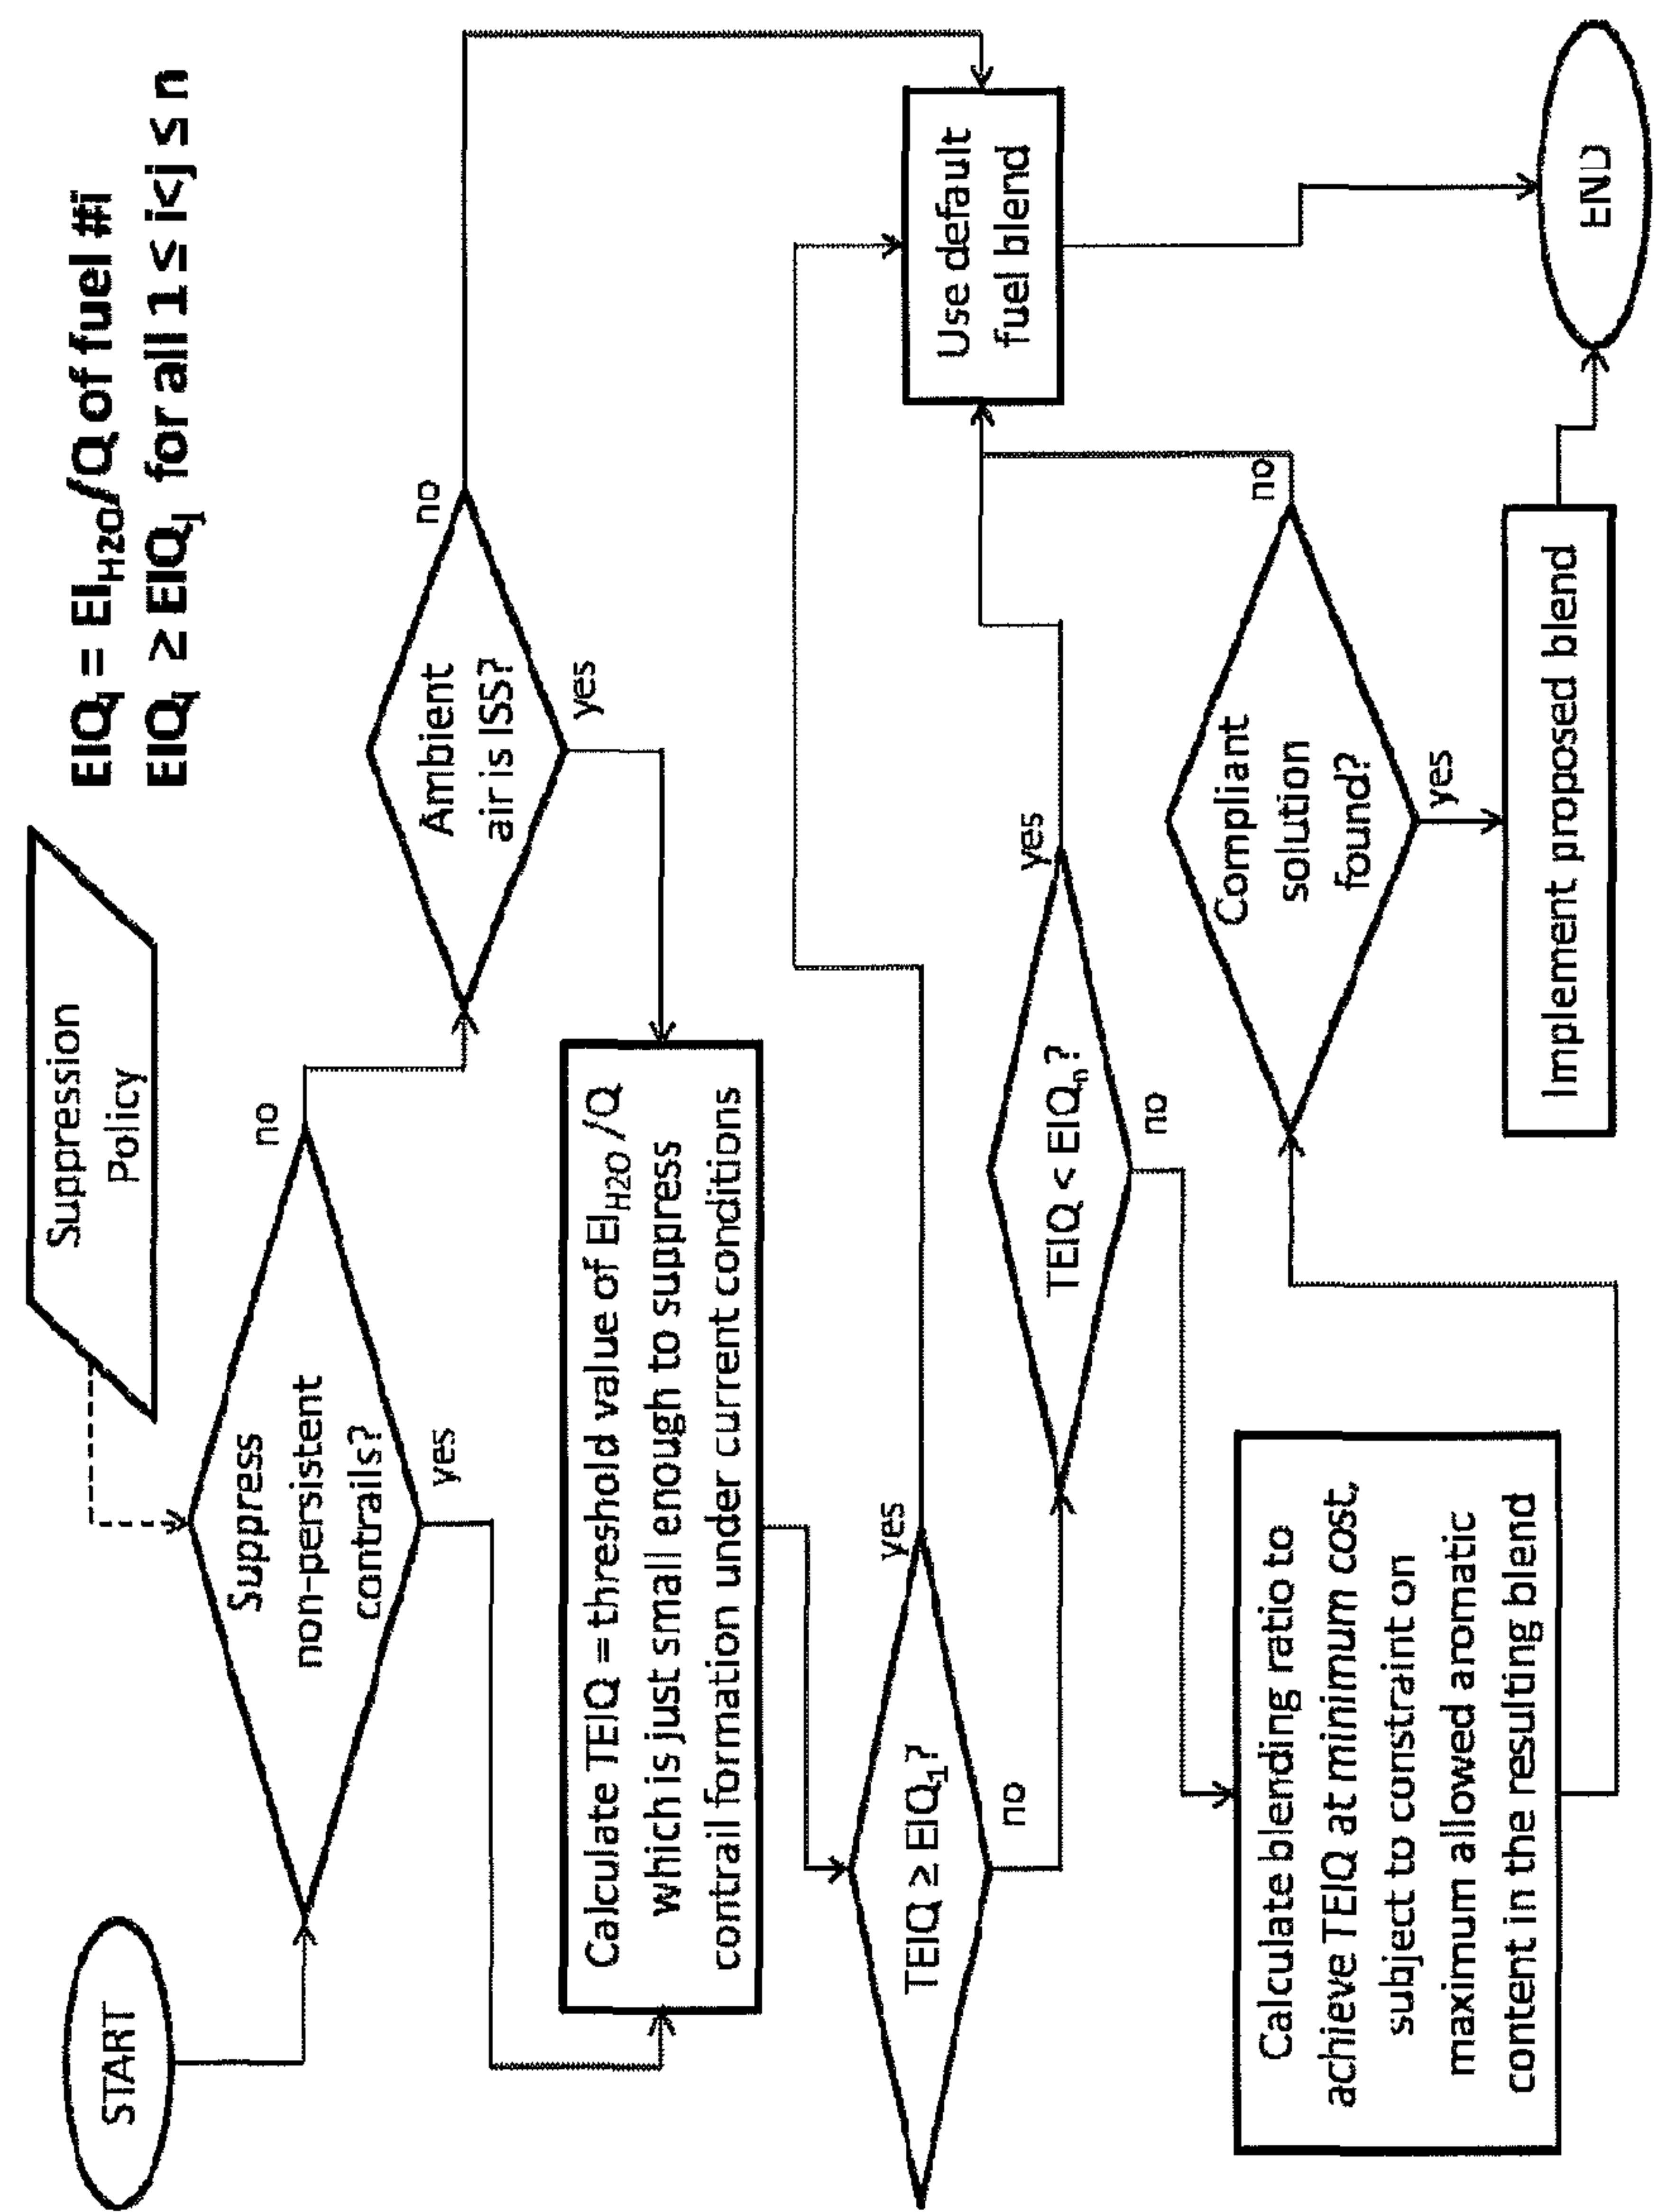 EIQᵢ = EI_H2O/Q of fuel #i
EIQᵢ ≥ EIQⱼ for all 1 ≤ i<j ≤ n
START
Suppression
Policy
Suppress
non-persistent
contrails?
no
yes
Ambient
air is ISS?
no
yes
Calculate TEIQ = threshold value of EI_H2O /Q
which is just small enough to suppress
contrail formation under current conditions
TEIQ ≥ EIQ₁?
yes
no
TEIQ < EIQₙ?
yes
no
Use default
fuel blend
Calculate blending ratio to
achieve TEIQ at minimum cost,
subject to constraint on
maximum allowed aromatic
content in the resulting blend
Compliant
solution
found?
no
yes
Implement proposed blend
END